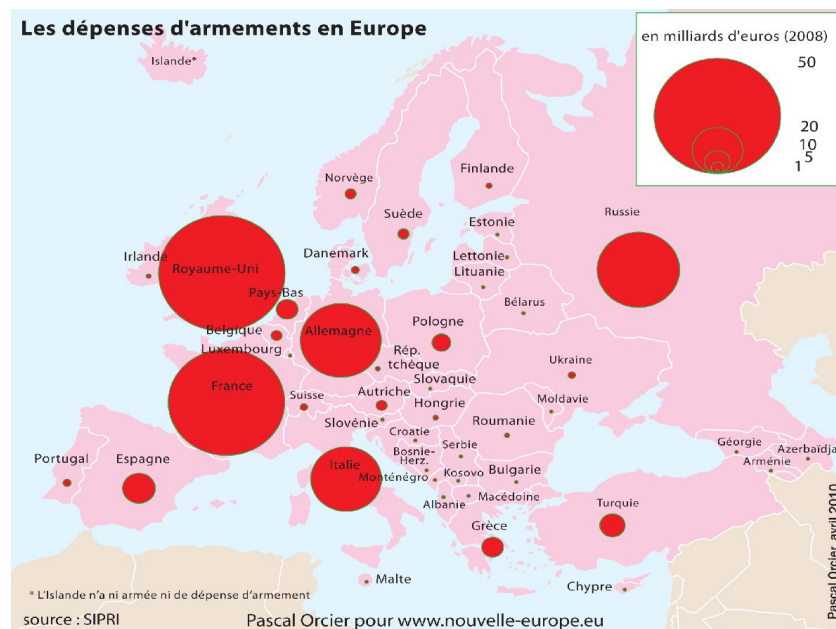 Les dépenses d'armements en Europe
en milliards d'euros (2008)
50
20
10
5
1
Islande*
Norvège
Finlande
Suède
Estonie
Russie
Irlande
Royaume-Uni
Danemark
Lettonie
Lituanie
Pays-Bas
Bélarus
Belgique
Allemagne
Pologne
Luxembourg
Rép.
tchèque
Ukraine
France
Slovaquie
Suisse
Autriche
Hongrie
Moldavie
Slovénie
Roumanie
Croatie
Géorgie
Azerbaïdja
Portugal
Espagne
Italie
Bosnie-
Herz.
Serbie
Arménie
Monténégro
Kosovo
Bulgarie
Albanie
Macédoine
Turquie
Grèce
Malte
Chypre
* L'Islande n'a ni armée ni de dépense d'armement
source : SIPRI
Pascal Orcier pour www.nouvelle-europe.eu
Pascal Orcier, avril 2010